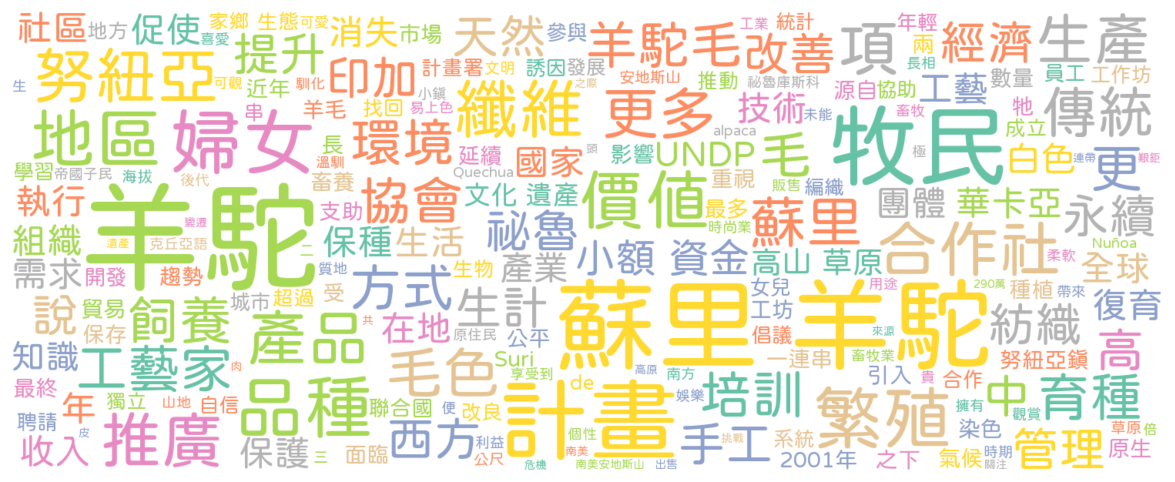 社區 地方 促使 家鄉 生態 可愛 消失 市場 天然 參與 羊駝毛 改善 工業 統計 項 年輕 兩 經濟 生產
喜愛 提升 印加 計畫署 文明 誘因 發展 安地斯山 推動 祕魯庫斯科 長相 數量 員工 工作坊
努紐亞 可觀 近年 馴化 小鎮 之際 源自 協助 工藝
生 串 羊毛 找回 易上色 纖維 更多 技術 未能 畜牧 牠 成立 傳統
地區 婦女 環境 延續 國家 影響 alpaca UNDP 毛 牧民 極 白色 連帶 艱鉅 更
學習 帝國子民 海拔 後代 溫馴 長 畜養 Quechua 頭 重視 販售 編織
執行 羊駝 變遷 支助 協會 文化 遺產 價值 最多 時尚業 蘇里 團體 華卡亞 永續
組織 遺產 克丘亞語 二 保種 生活 祕魯 小額 資金 高山 草原 合作社 Nuñoa 柔軟
需求 開發 趨勢 質地 生物 產業 女兒 用途 290萬 種植 帶來 全球
說 貿易 保存 飼養 城市 超過 受 方式 生計 蘇里 羊駝 工坊 倡議 來源 紡織 復育
知識 工藝家 產品 共 在地 原住民 公平 一連串 畜牧業 努紐亞鎮 高
最終 肉 毛色 Suri 享受到 de 高原 南方 培訓 引入 貴 合作 中 育種
聘請 獨立 年 山地 自信 品種 聯合國 便 改良 計畫 娛樂 繁殖 擁有 觀賞 草原 倍
收入 推廣 皮 保護 三 面臨 西方 利益 公尺 個性 南美 危機 南美安地斯山 出售 手工 挑戰 系統 2001年 之下 染色 氣候 時期 關注 管理 原生